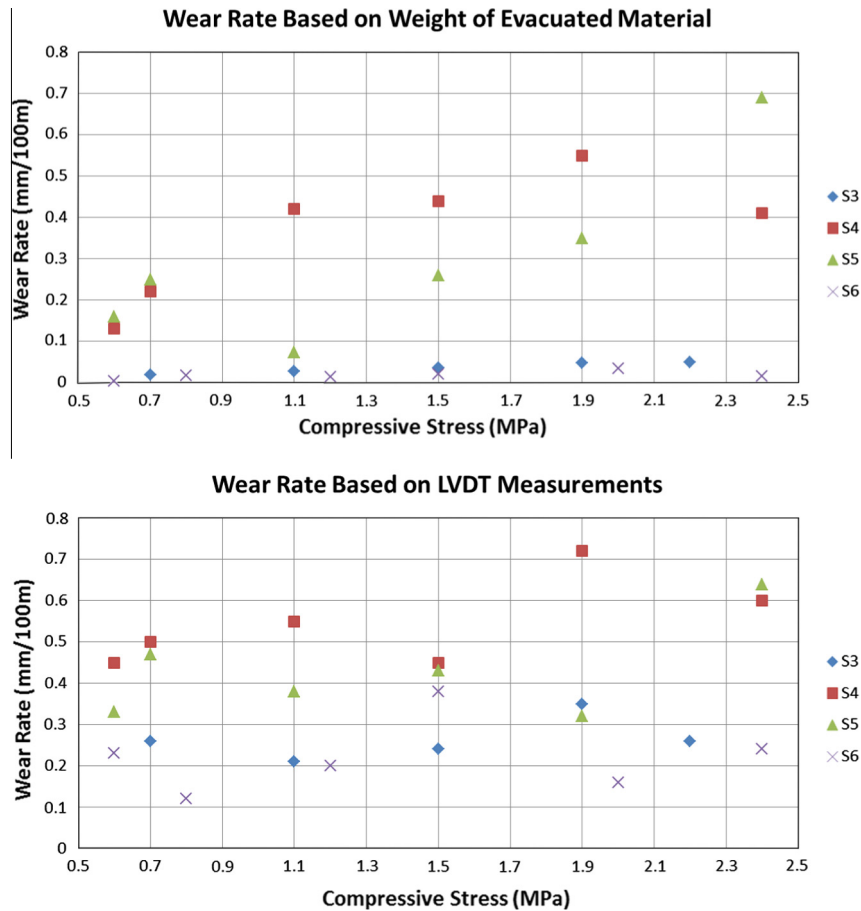 Wear Rate Based on Weight of Evacuated Material
Wear Rate (mm/100m)
0.8
0.7
0.6
0.5
0.4
0.3
0.2
0.1
0
0.5 0.7 0.9 1.1 1.3 1.5 1.7 1.9 2.1 2.3 2.5
Compressive Stress (MPa)
S3
S4
S5
S6
Wear Rate Based on LVDT Measurements
Wear Rate (mm/100m)
0.8
0.7
0.6
0.5
0.4
0.3
0.2
0.1
0
0.5 0.7 0.9 1.1 1.3 1.5 1.7 1.9 2.1 2.3 2.5
Compressive Stress (MPa)
S3
S4
S5
S6